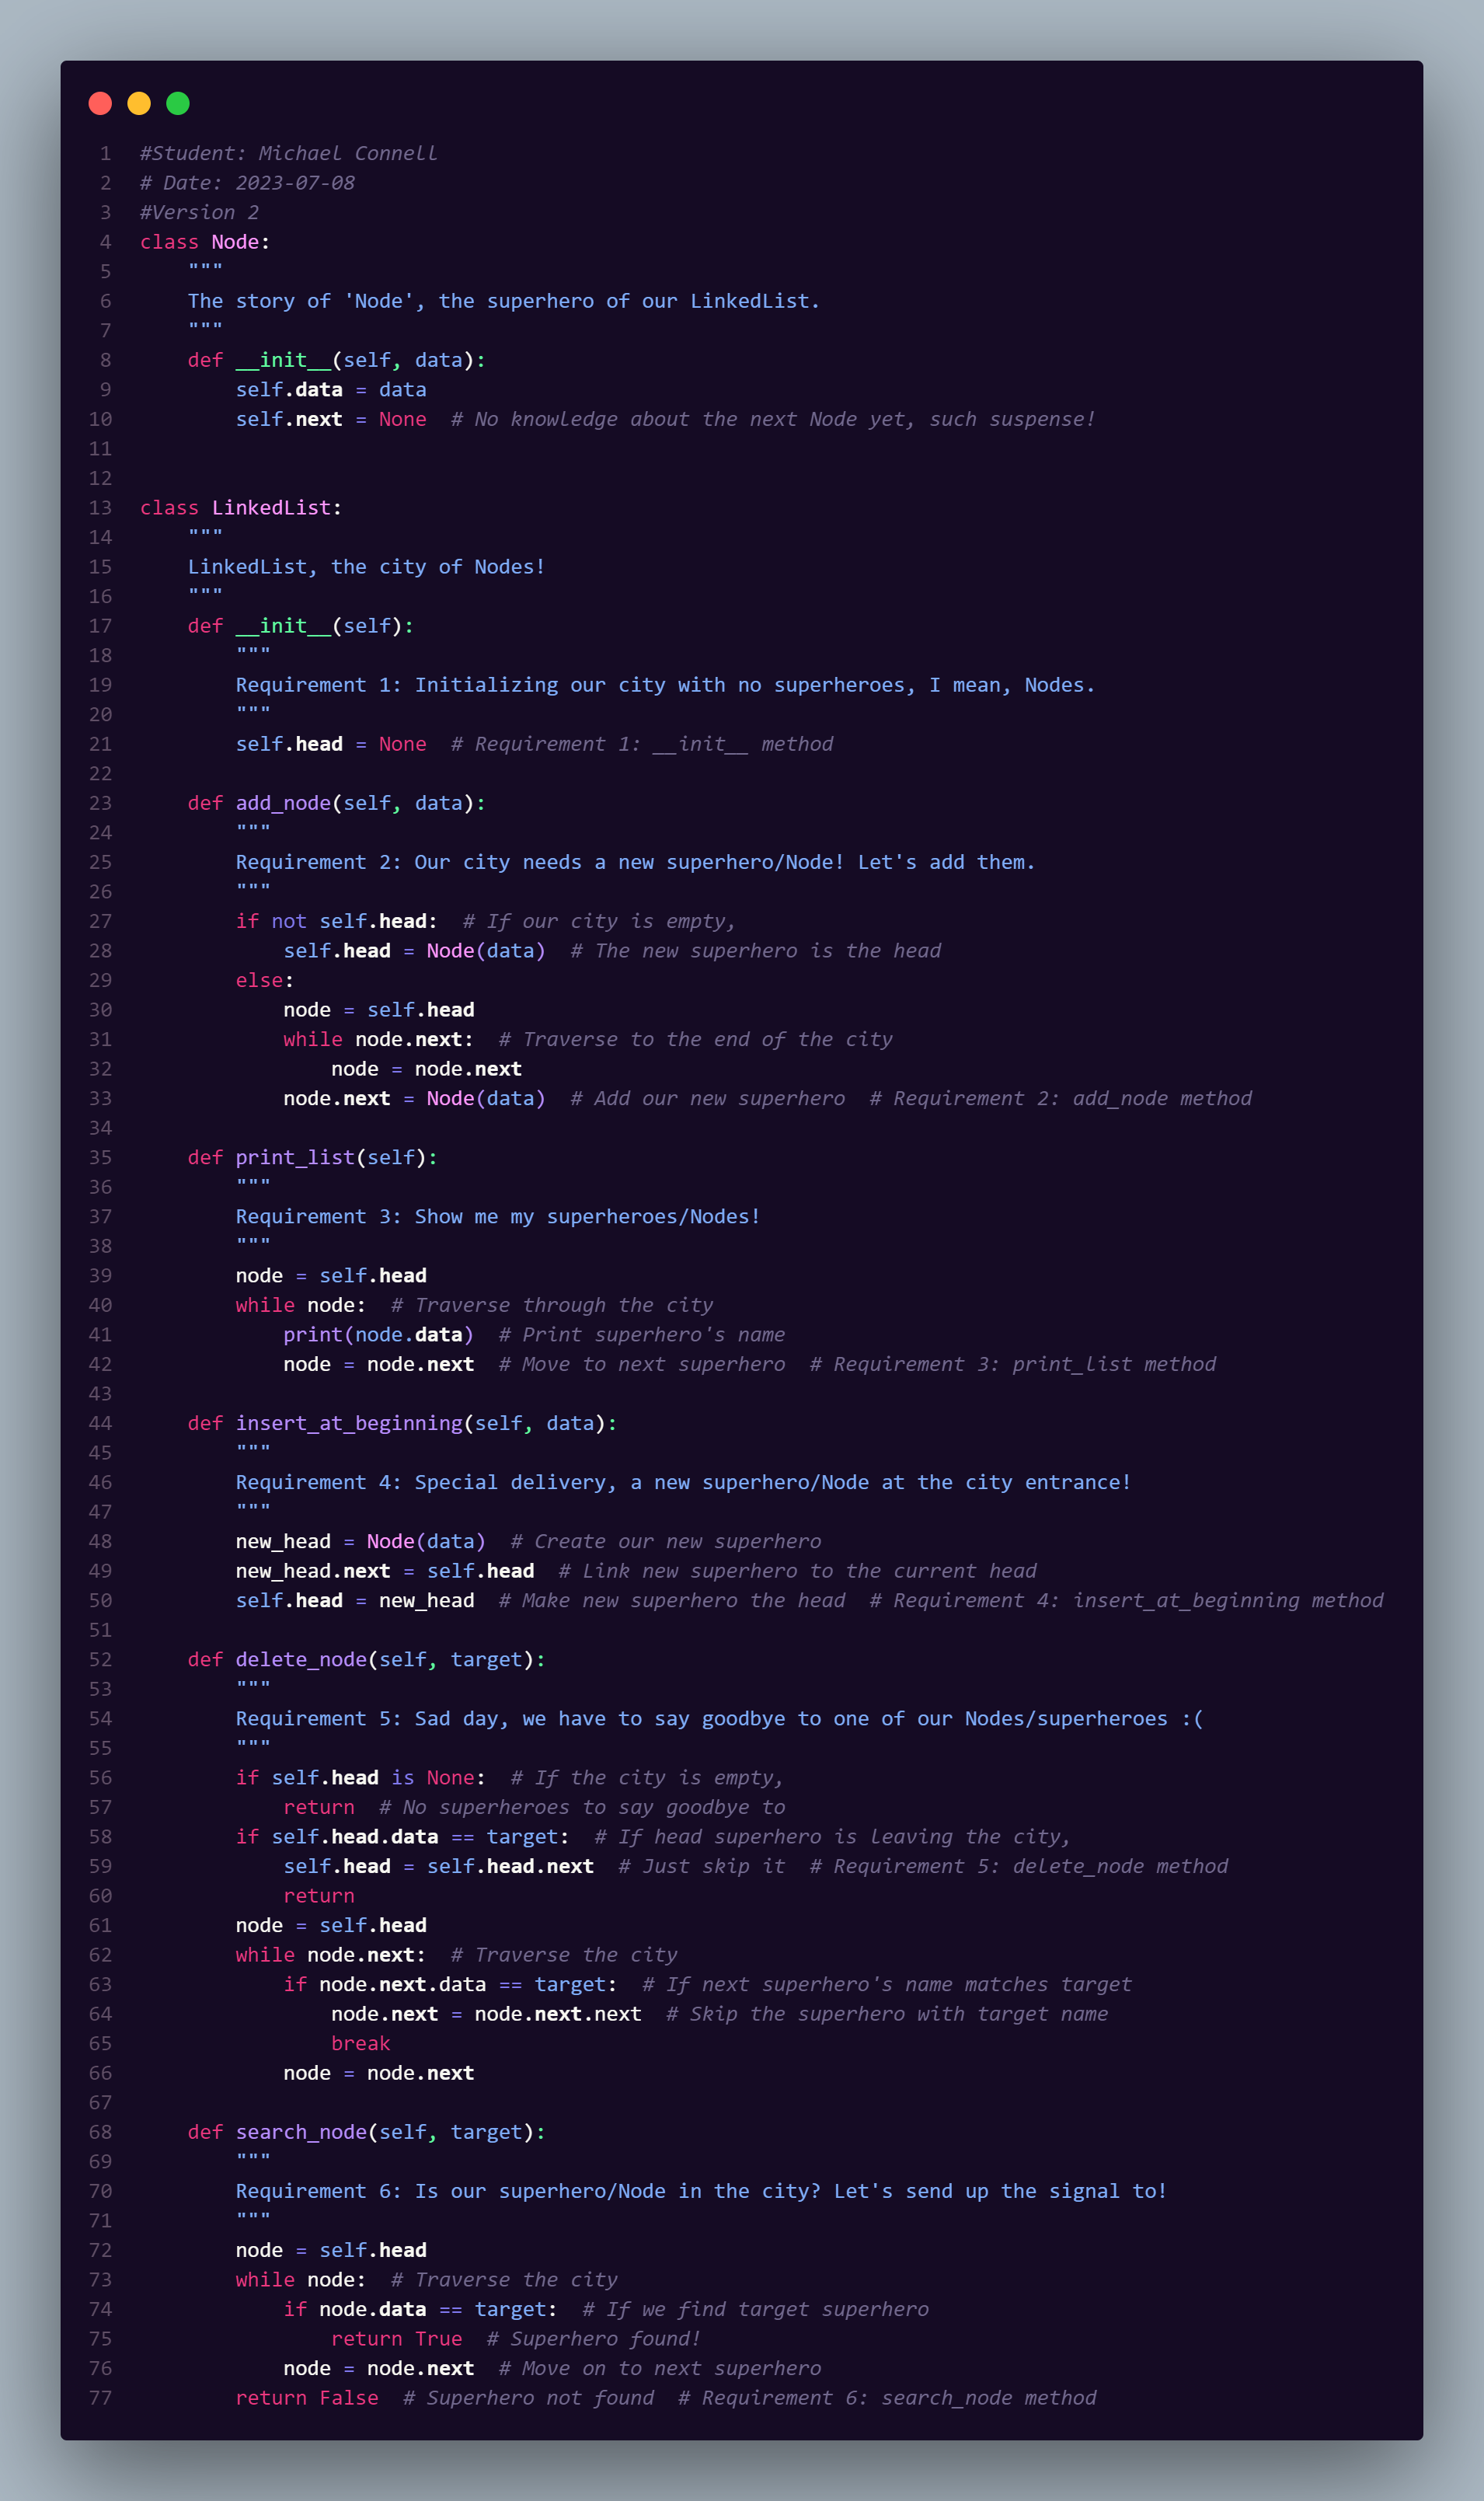 1 #Student: Michael Connell
2 # Date: 2023-07-08
3 #Version 2
4 class Node:
5     """
6     The story of 'Node', the superhero of our LinkedList.
7     """
8     def __init__(self, data):
9         self.data = data
10         self.next = None  # No knowledge about the next Node yet, such suspense!
11
12
13 class LinkedList:
14     """
15     LinkedList, the city of Nodes!
16     """
17     def __init__(self):
18         """
19         Requirement 1: Initializing our city with no superheroes, I mean, Nodes.
20         """
21         self.head = None  # Requirement 1: __init__ method
22
23     def add_node(self, data):
24         """
25         Requirement 2: Our city needs a new superhero/Node! Let's add them.
26         """
27         if not self.head:  # If our city is empty,
28             self.head = Node(data)  # The new superhero is the head
29         else:
30             node = self.head
31             while node.next:  # Traverse to the end of the city
32                 node = node.next
33             node.next = Node(data)  # Add our new superhero  # Requirement 2: add_node method
34
35     def print_list(self):
36         """
37         Requirement 3: Show me my superheroes/Nodes!
38         """
39         node = self.head
40         while node:  # Traverse through the city
41             print(node.data)  # Print superhero's name
42             node = node.next  # Move to next superhero  # Requirement 3: print_list method
43
44     def insert_at_beginning(self, data):
45         """
46         Requirement 4: Special delivery, a new superhero/Node at the city entrance!
47         """
48         new_head = Node(data)  # Create our new superhero
49         new_head.next = self.head  # Link new superhero to the current head
50         self.head = new_head  # Make new superhero the head  # Requirement 4: insert_at_beginning method
51
52     def delete_node(self, target):
53         """
54         Requirement 5: Sad day, we have to say goodbye to one of our Nodes/superheroes :(
55         """
56         if self.head is None:  # If the city is empty,
57             return  # No superheroes to say goodbye to
58         if self.head.data == target:  # If head superhero is leaving the city,
59             self.head = self.head.next  # Just skip it  # Requirement 5: delete_node method
60             return
61         node = self.head
62         while node.next:  # Traverse the city
63             if node.next.data == target:  # If next superhero's name matches target
64                 node.next = node.next.next  # Skip the superhero with target name
65                 break
66             node = node.next
67
68     def search_node(self, target):
69         """
70         Requirement 6: Is our superhero/Node in the city? Let's send up the signal to!
71         """
72         node = self.head
73         while node:  # Traverse the city
74             if node.data == target:  # If we find target superhero
75                 return True  # Superhero found!
76             node = node.next  # Move on to next superhero
77         return False  # Superhero not found  # Requirement 6: search_node method